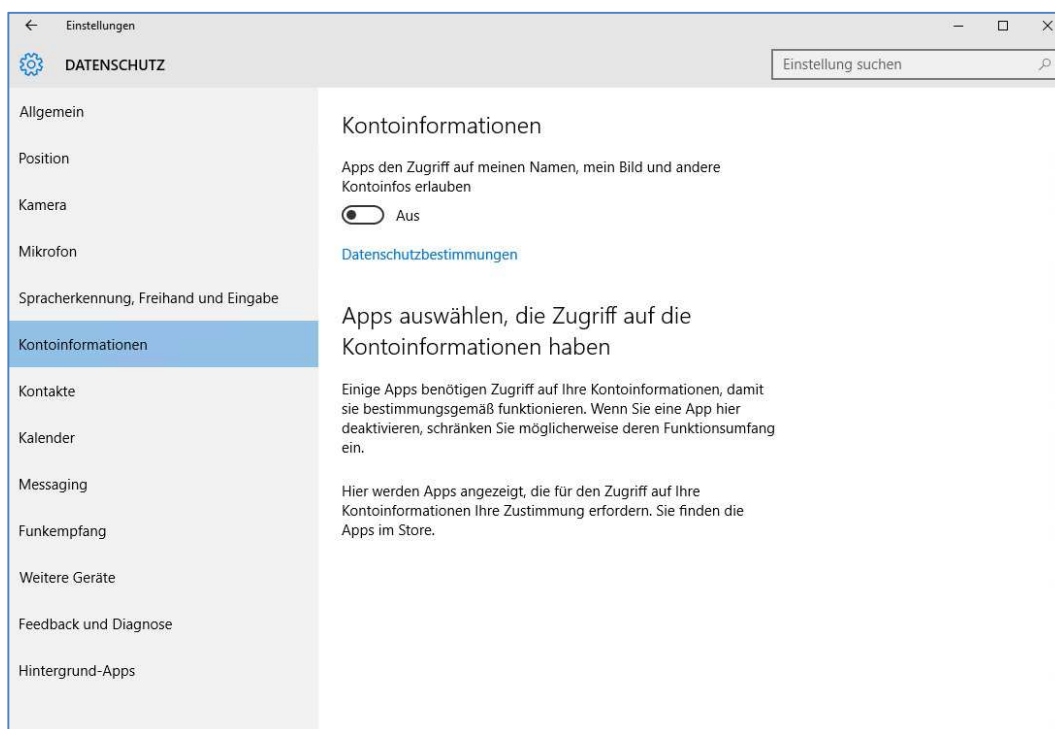 Einstellungen
DATENSCHUTZ
Einstellung suchen
Allgemein
Position
Kamera
Mikrofon
Spracherkennung, Freihand und Eingabe
Kontoinformationen
Kontakte
Kalender
Messaging
Funkempfang
Weitere Geräte
Feedback und Diagnose
Hintergrund-Apps
Kontoinformationen
Apps den Zugriff auf meinen Namen, mein Bild und andere
Kontoinfos erlauben
Aus
Datenschutzbestimmungen
Apps auswählen, die Zugriff auf die
Kontoinformationen haben
Einige Apps benötigen Zugriff auf Ihre Kontoinformationen, damit
sie bestimmungsgemäß funktionieren. Wenn Sie eine App hier
deaktivieren, schränken Sie möglicherweise deren Funktionsumfang
ein.
Hier werden Apps angezeigt, die für den Zugriff auf Ihre
Kontoinformationen Ihre Zustimmung erfordern. Sie finden die
Apps im Store.